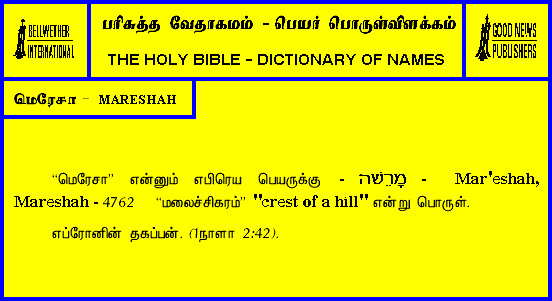 BELLWETHER
INTERNATIONAL
பரிசுத்த வேதாகமம் - பெயர் பொருள்விளக்கம்
THE HOLY BIBLE - DICTIONARY OF NAMES
GOOD NEWS
PUBLISHERS
மெரேசா - MARESHAH
“மெரேசா” என்னும் எபிரெய பெயருக்கு - מָרֵשָׁה - Mar'eshah,
Mareshah - 4762 “மலைச்சிகரம்” "crest of a hill" என்று பொருள்.
எப்ரோனின் தகப்பன். (1நாளா 2:42).